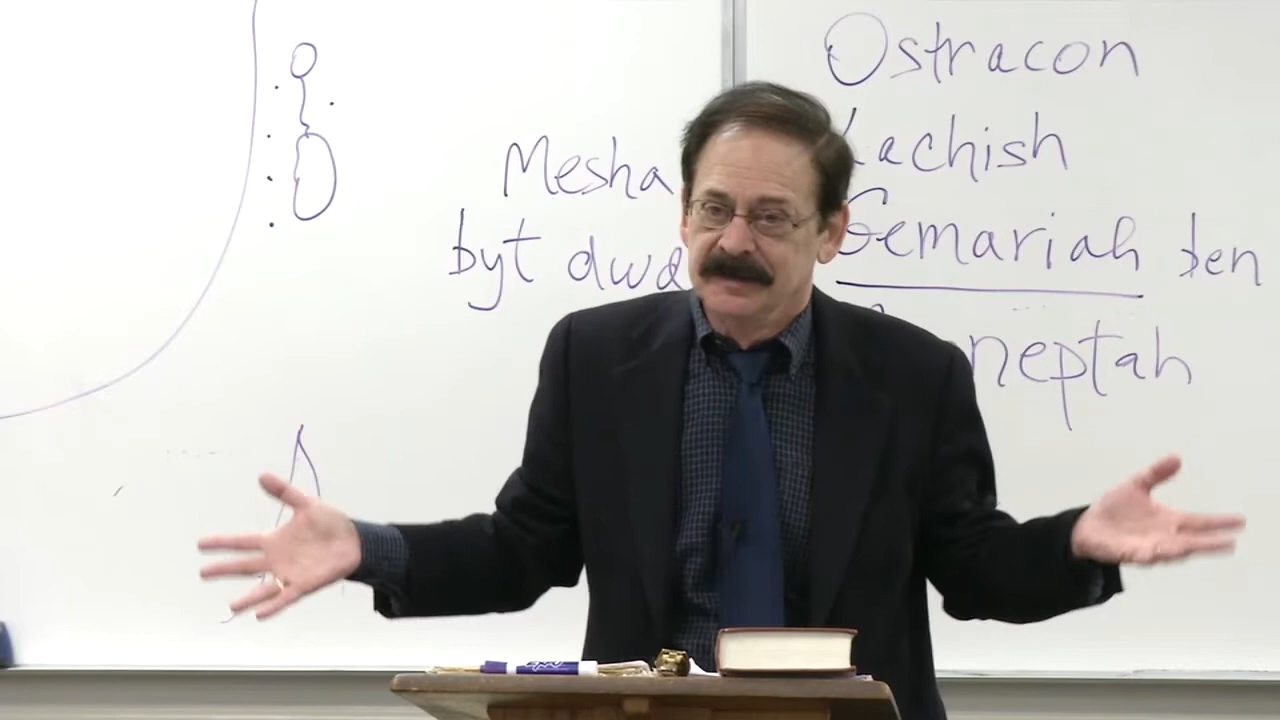 Ostracon
Mesha
Lachish
byt dwd
Gemariah ben
neptah